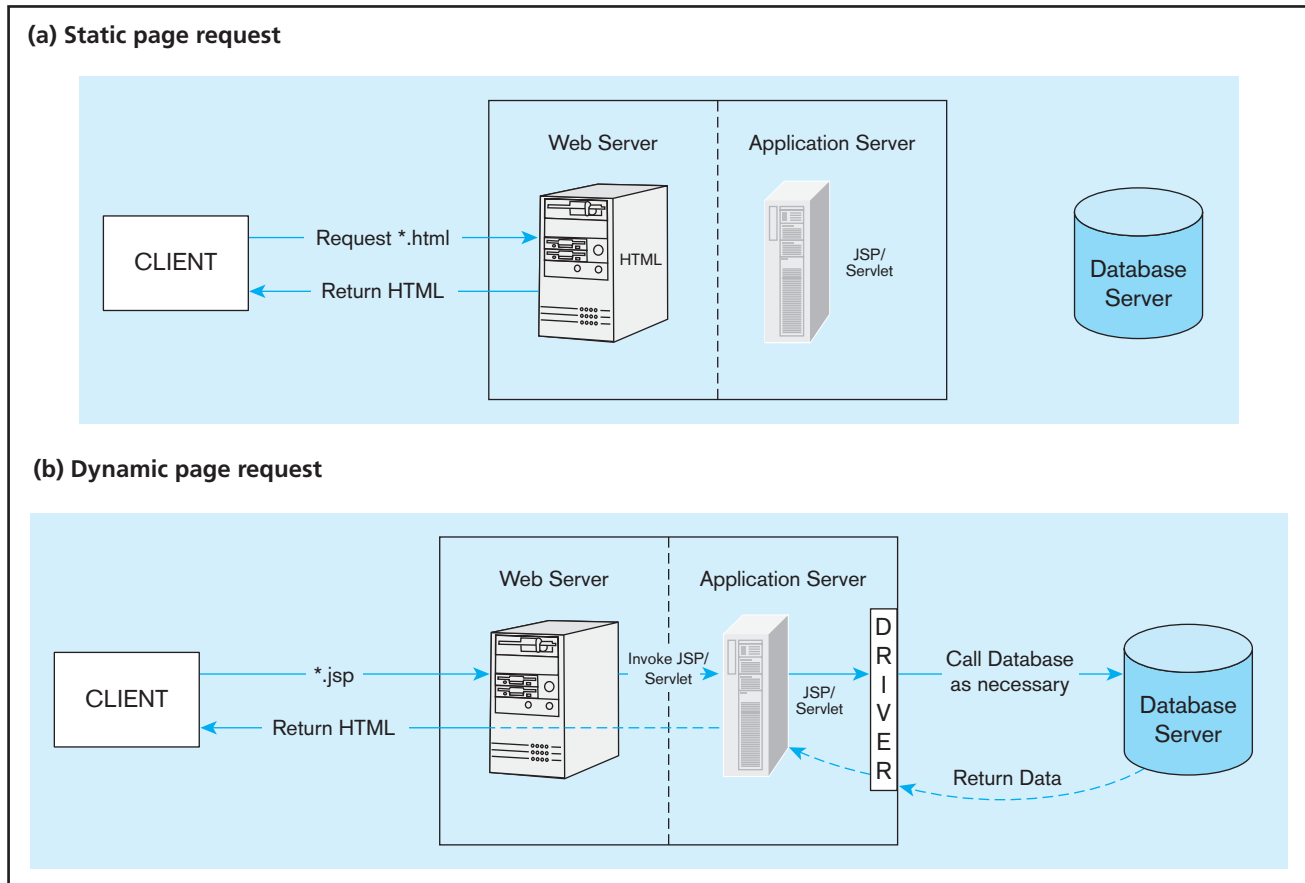 (a) Static page request
Web Server
Application Server
CLIENT
Request *.html
Return HTML
HTML
JSP/
Servlet
Database
Server
(b) Dynamic page request
Web Server
Application Server
CLIENT
*.jsp
Return HTML
Invoke JSP/
Servlet
JSP/
Servlet
D
R
I
V
E
R
Call Database
as necessary
Return Data
Database
Server